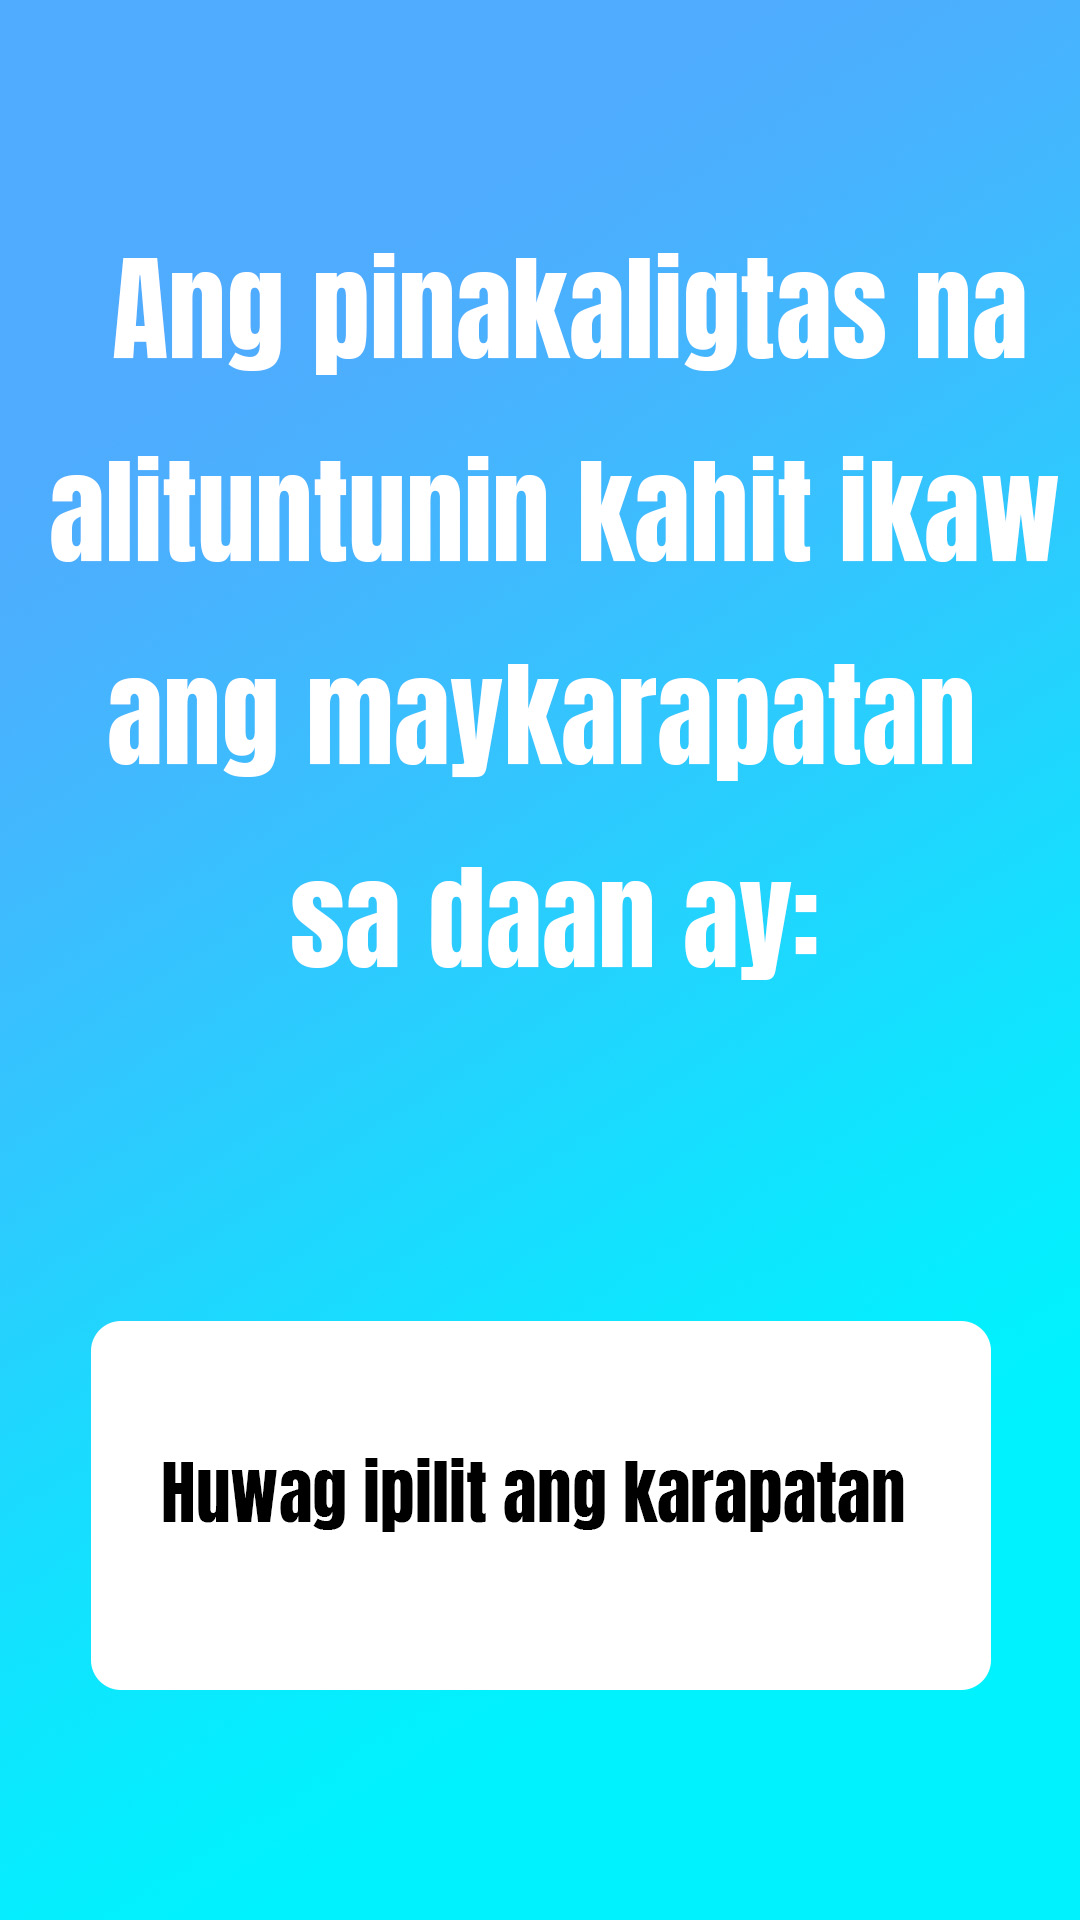 Ang pinakaligtas na
alituntunin kahit ikaw
ang maykarapatan
sa daan ay:
Huwag ipilit ang karapatan